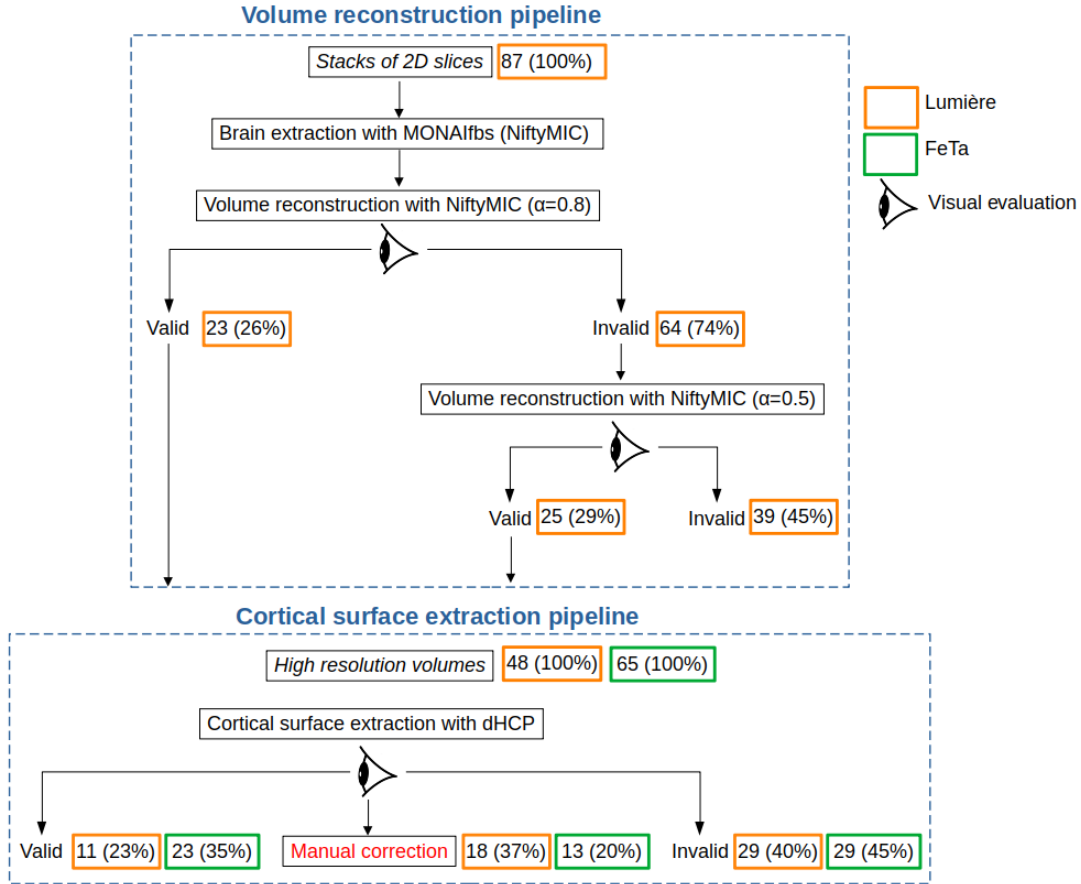 Volume reconstruction pipeline
Stacks of 2D slices 87 (100%)
Lumière
Brain extraction with MONAIfbs (NiftyMIC)
FeTa
Volume reconstruction with NiftyMIC (α=0.8)
Visual evaluation
Valid 23 (26%) Invalid 64 (74%)
Volume reconstruction with NiftyMIC (α=0.5)
Valid 25 (29%) Invalid 39 (45%)
Cortical surface extraction pipeline
High resolution volumes 48 (100%) 65 (100%)
Cortical surface extraction with dHCP
Valid 11 (23%) 23 (35%) Manual correction 18 (37%) 13 (20%) Invalid 29 (40%) 29 (45%)